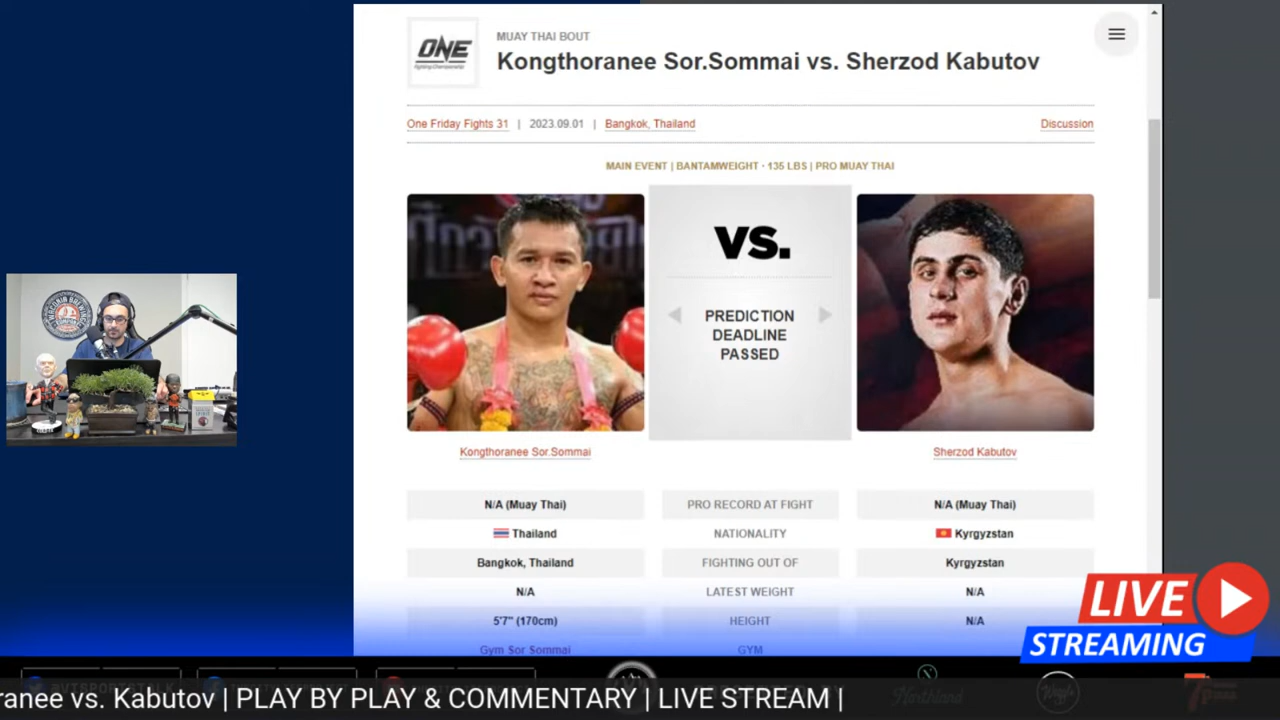 ONE
Fighting Championship
MUAY THAI BOUT
Kongthoranee Sor.Sommai vs. Sherzod Kabutov
One Friday Fights 31 | 2023.09.01 | Bangkok, Thailand
Discussion
MAIN EVENT | BANTAMWEIGHT · 135 LBS | PRO MUAY THAI
VS.
PREDICTION
DEADLINE
PASSED
Kongthoranee Sor.Sommai
Sherzod Kabutov
N/A (Muay Thai) PRO RECORD AT FIGHT N/A (Muay Thai)
Thailand NATIONALITY Kyrgyzstan
Bangkok, Thailand FIGHTING OUT OF Kyrgyzstan
N/A LATEST WEIGHT N/A
5'7" (170cm) HEIGHT N/A
Gym Sor Sommai GYM
LIVE
STREAMING
ranee vs. Kabutov | PLAY BY PLAY & COMMENTARY | LIVE STREAM |